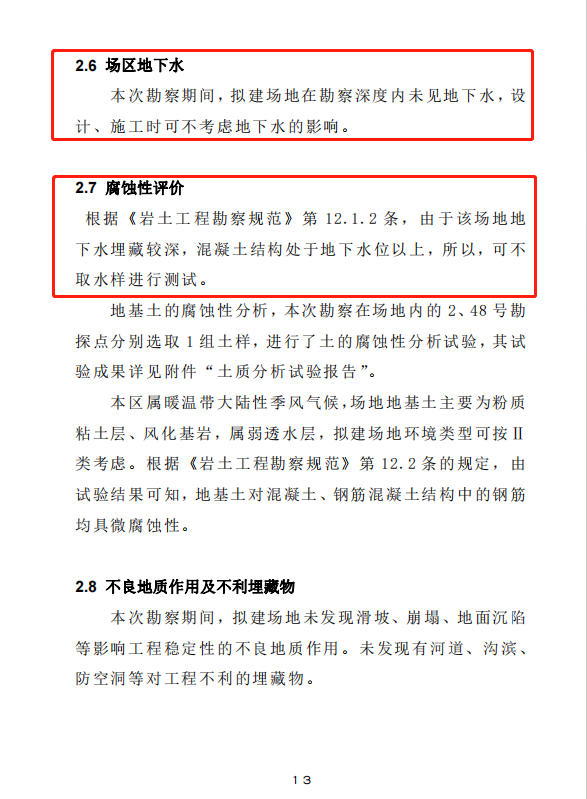 2.6 场区地下水
本次勘察期间，拟建场地在勘察深度内未见地下水，设
计、施工时可不考虑地下水的影响。
2.7 腐蚀性评价
根据《岩土工程勘察规范》第 12.1.2 条，由于该场地地
下水埋藏较深，混凝土结构处于地下水位以上，所以，可不
取水样进行测试。
地基土的腐蚀性分析，本次勘察在场地内的 2、48 号勘
探点分别选取 1 组土样，进行了土的腐蚀性分析试验，其试
验成果详见附件“土质分析试验报告”。
本区属暖温带大陆性季风气候，场地地基土主要为粉质
粘土层、风化基岩，属弱透水层，拟建场地环境类型可按Ⅱ
类考虑。根据《岩土工程勘察规范》第 12.2 条的规定，由
试验结果可知，地基土对混凝土、钢筋混凝土结构中的钢筋
均具微腐蚀性。
2.8 不良地质作用及不利埋藏物
本次勘察期间，拟建场地未发现滑坡、崩塌、地面沉陷
等影响工程稳定性的不良地质作用。未发现有河道、沟滨、
防空洞等对工程不利的埋藏物。
13